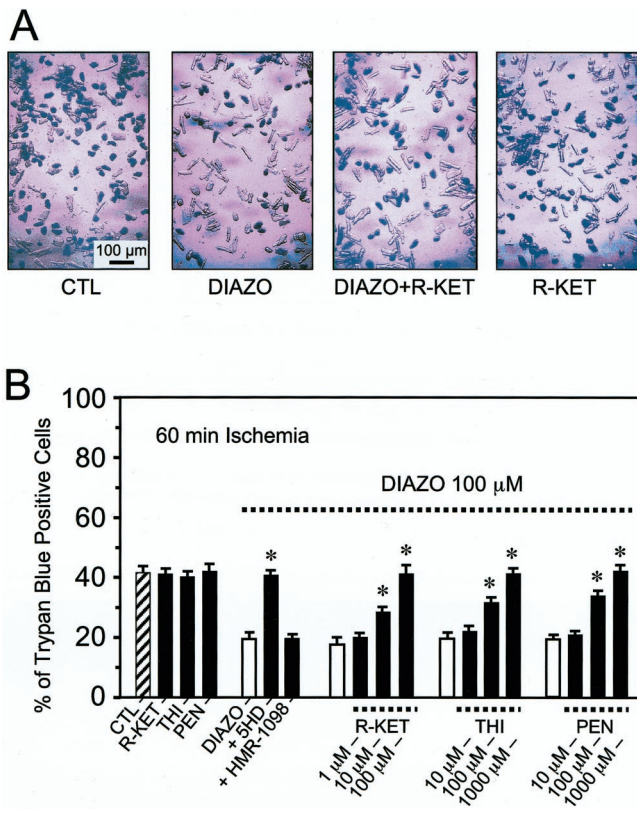 A
100 µm
CTL DIAZO DIAZO+R-KET R-KET
B
% of Trypan Blue Positive Cells
100
80
60
40
20
0
60 min Ischemia
DIAZO 100 µM
* * * * * * *
CTL
R-KET
THI
PEN
DIAZO
+ 5HD
+ HMR-1098
R-KET
1 µM
10 µM
100 µM
THI
10 µM
100 µM
1000 µM
PEN
10 µM
100 µM
1000 µM